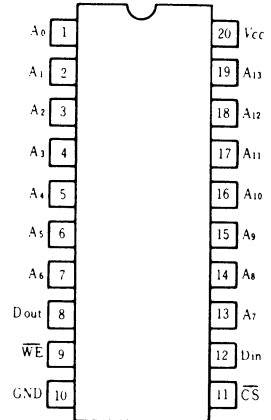 A0 1 20 Vcc
A1 2 19 A13
A2 3 18 A12
A3 4 17 A11
A4 5 16 A10
A5 6 15 A9
A6 7 14 A8
Dout 8 13 A7
W̅E̅ 9 12 Din
GND 10 11 C̅S̅